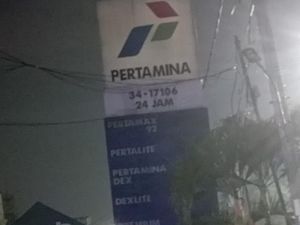 PERTAMINA
34-17106
24 JAM
PERTAMAX
92
PERTALITE
PERTAMINA
DEX
DEXLITE